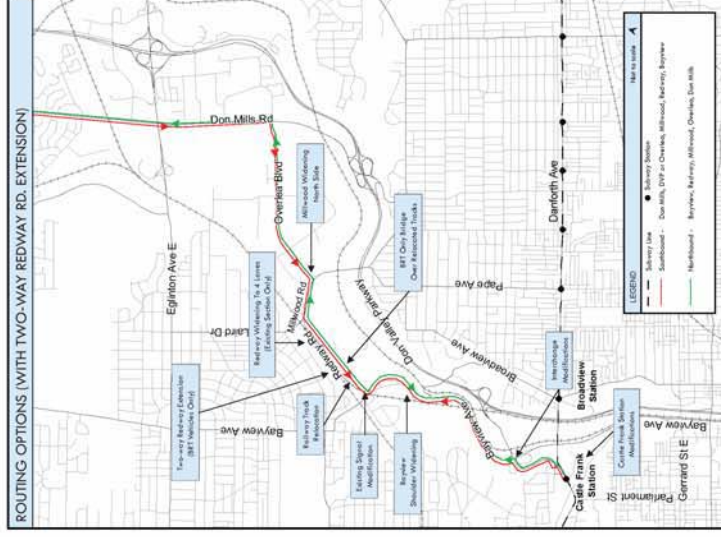 ROUTING OPTIONS (WITH TWO-WAY REDWAY RD. EXTENSION)
Don Mills Rd
Overlea Blvd
Eglinton Ave E
Millwood Widening
North Side
Redway Widening To 4 Lanes
(Existing Section Only)
Laird Dr
Millwood Rd
BRT Only Bridge
Over Relocated Tracks
Two-way Redway Extension
(BRT Vehicles Only)
Redway Rd
Don Valley Parkway
Pape Ave
Danforth Ave
Bayview Ave
Railway Track
Relocation
Existing Signal
Modification
Bayview
Shoulder Widening
Broadview Ave
Bayview Ave
Interchange
Modifications
Broadview
Station
Castle Frank
Station
Castle Frank Station
Modifications
Bayview Ave
Parliament St
Gerrard St E
LEGEND
Not to scale
Subway Line
Subway Station
Southbound - Don Mills, DVP or Overlea, Millwood, Redway, Bayview
Northbound - Bayview, Redway, Millwood, Overlea, Don Mills